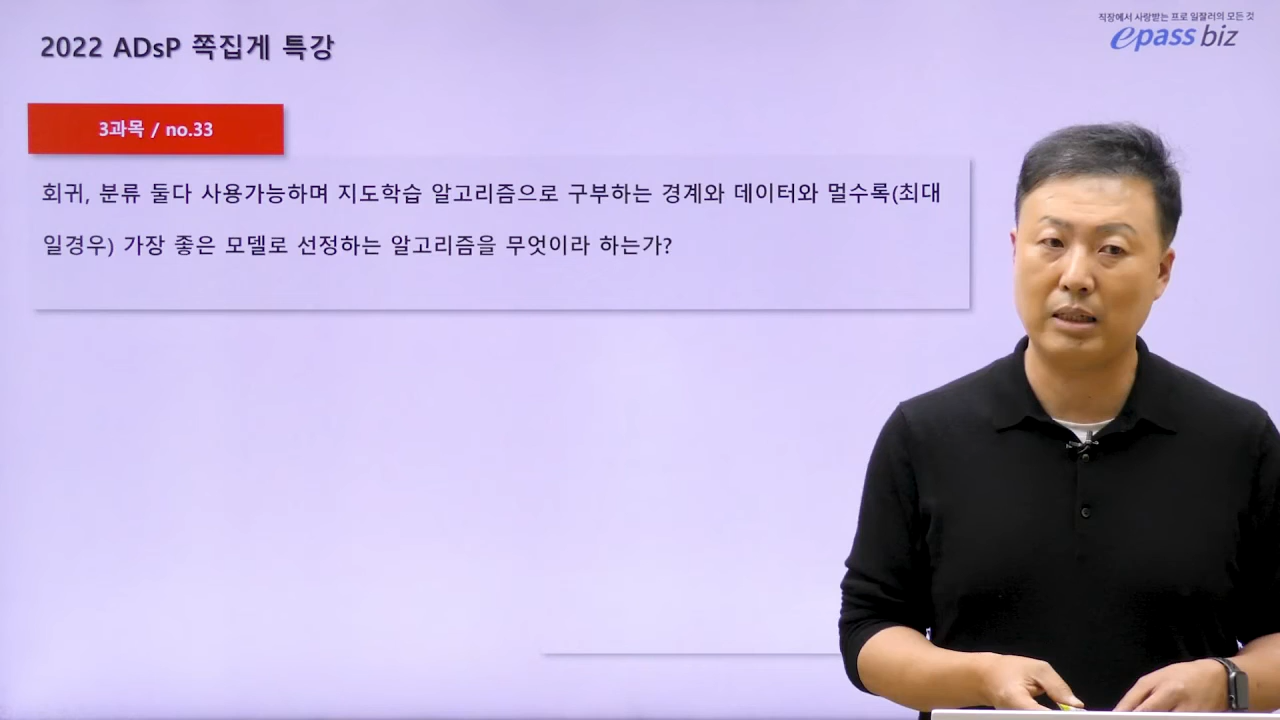 2022 ADsP 쪽집게 특강
직장에서 사랑받는 프로 일잘러의 모든 것
epass biz
3과목 / no.33
회귀, 분류 둘다 사용가능하며 지도학습 알고리즘으로 구부하는 경계와 데이터와 멀수록(최대
일경우) 가장 좋은 모델로 선정하는 알고리즘을 무엇이라 하는가?